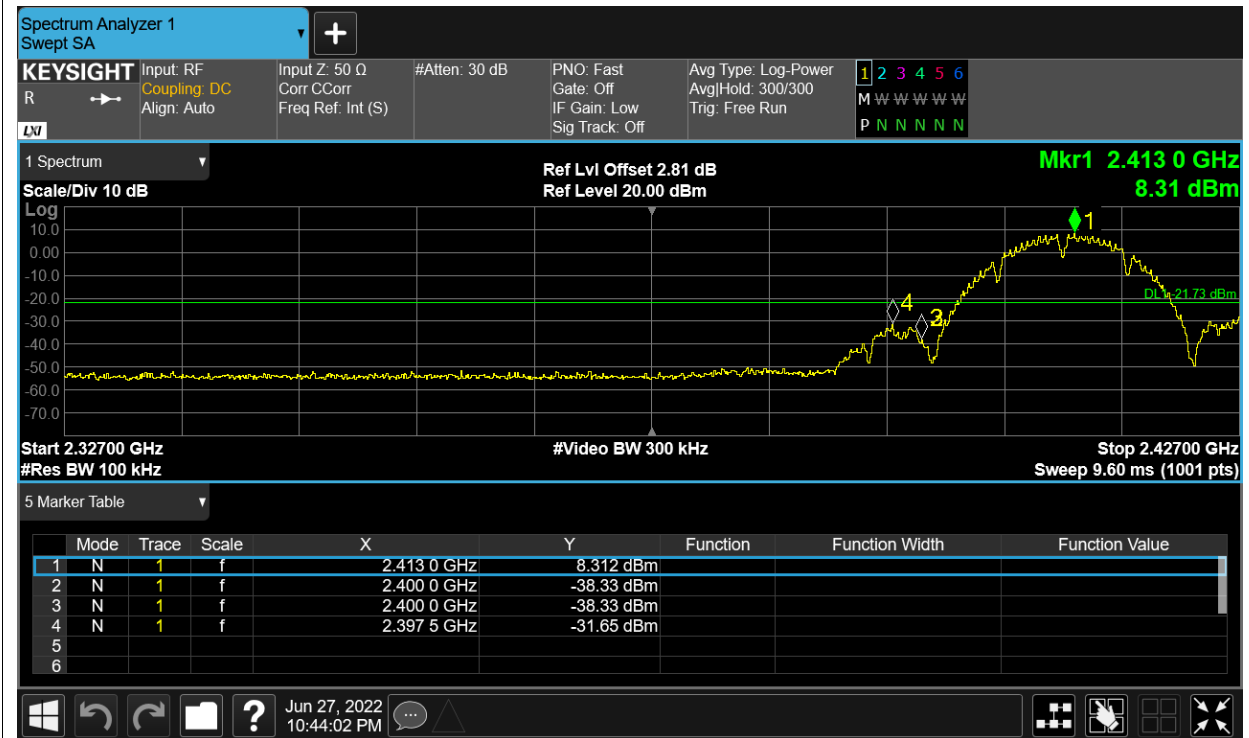 Spectrum Analyzer 1
Swept SA
+
KEYSIGHT Input: RF Input Z: 50 Ω #Atten: 30 dB PNO: Fast Avg Type: Log-Power 1 2 3 4 5 6
R Coupling: DC Corr CCorr Gate: Off Avg|Hold: 300/300 M W W W W W
Align: Auto Freq Ref: Int (S) IF Gain: Low Trig: Free Run
LXI Sig Track: Off P N N N N N
1 Spectrum Ref Lvl Offset 2.81 dB Mkr1 2.413 0 GHz
Scale/Div 10 dB Ref Level 20.00 dBm 8.31 dBm
Log
1
10.0
0.00
-10.0
-20.0 DL1 -21.73 dBm
4
-30.0 3
-40.0
-50.0
-60.0
-70.0
Start 2.32700 GHz #Video BW 300 kHz Stop 2.42700 GHz
#Res BW 100 kHz Sweep 9.60 ms (1001 pts)
5 Marker Table
Mode Trace Scale X Y Function Function Width Function Value
1 N 1 f 2.413 0 GHz 8.312 dBm
2 N 1 f 2.400 0 GHz -38.33 dBm
3 N 1 f 2.400 0 GHz -38.33 dBm
4 N 1 f 2.397 5 GHz -31.65 dBm
5
6
? Jun 27, 2022
10:44:02 PM